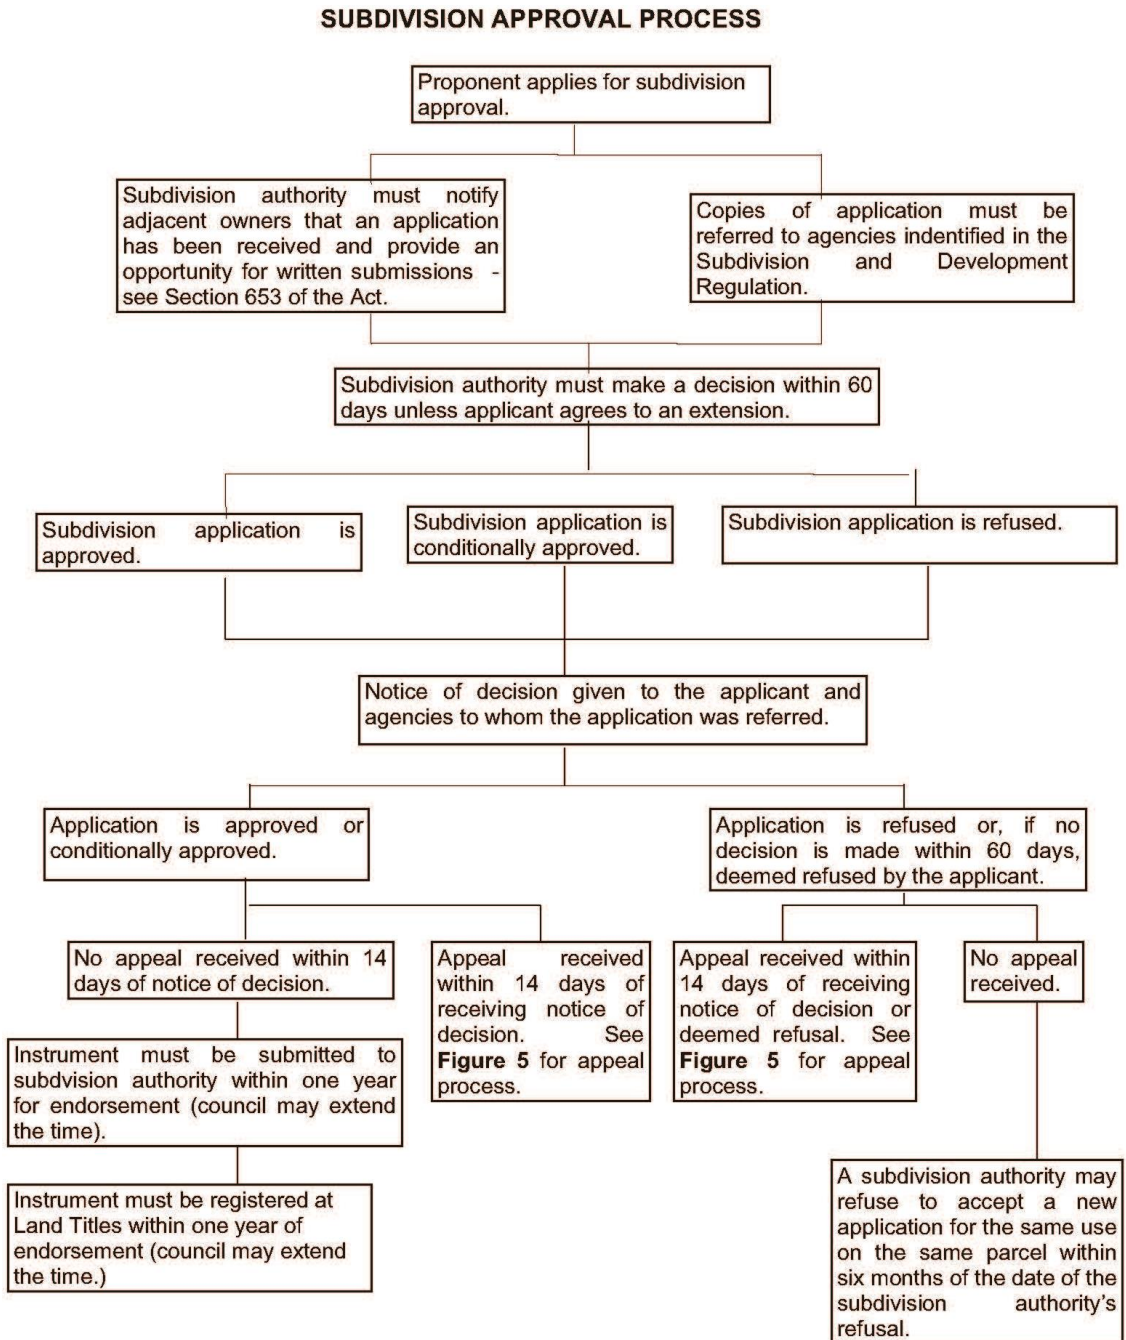 SUBDIVISION APPROVAL PROCESS
Proponent applies for subdivision
approval.
Subdivision authority must notify
adjacent owners that an application
has been received and provide an
opportunity for written submissions -
see Section 653 of the Act.
Copies of application must be
referred to agencies indentified in the
Subdivision and Development
Regulation.
Subdivision authority must make a decision within 60
days unless applicant agrees to an extension.
Subdivision application is
approved.
Subdivision application is
conditionally approved.
Subdivision application is refused.
Notice of decision given to the applicant and
agencies to whom the application was referred.
Application is approved or
conditionally approved.
Application is refused or, if no
decision is made within 60 days,
deemed refused by the applicant.
No appeal received within 14
days of notice of decision.
Appeal received
within 14 days of
receiving notice of
decision. See
Figure 5 for appeal
process.
Appeal received within
14 days of receiving
notice of decision or
deemed refusal. See
Figure 5 for appeal
process.
No appeal
received.
Instrument must be submitted to
subdvision authority within one year
for endorsement (council may extend
the time).
Instrument must be registered at
Land Titles within one year of
endorsement (council may extend
the time.)
A subdivision authority may
refuse to accept a new
application for the same use
on the same parcel within
six months of the date of the
subdivision authority's
refusal.